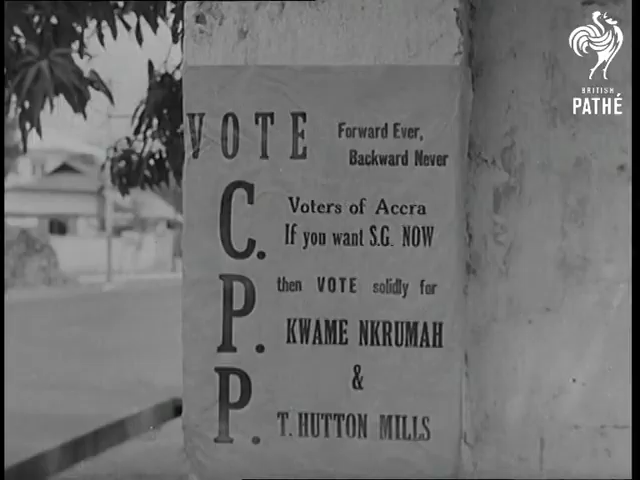 BRITISH
PATHÉ
VOTE
Forward Ever,
Backward Never
C.
Voters of Accra
If you want S.G. NOW
P.
then VOTE solidly for
KWAME NKRUMAH
&
P.
T. HUTTON MILLS